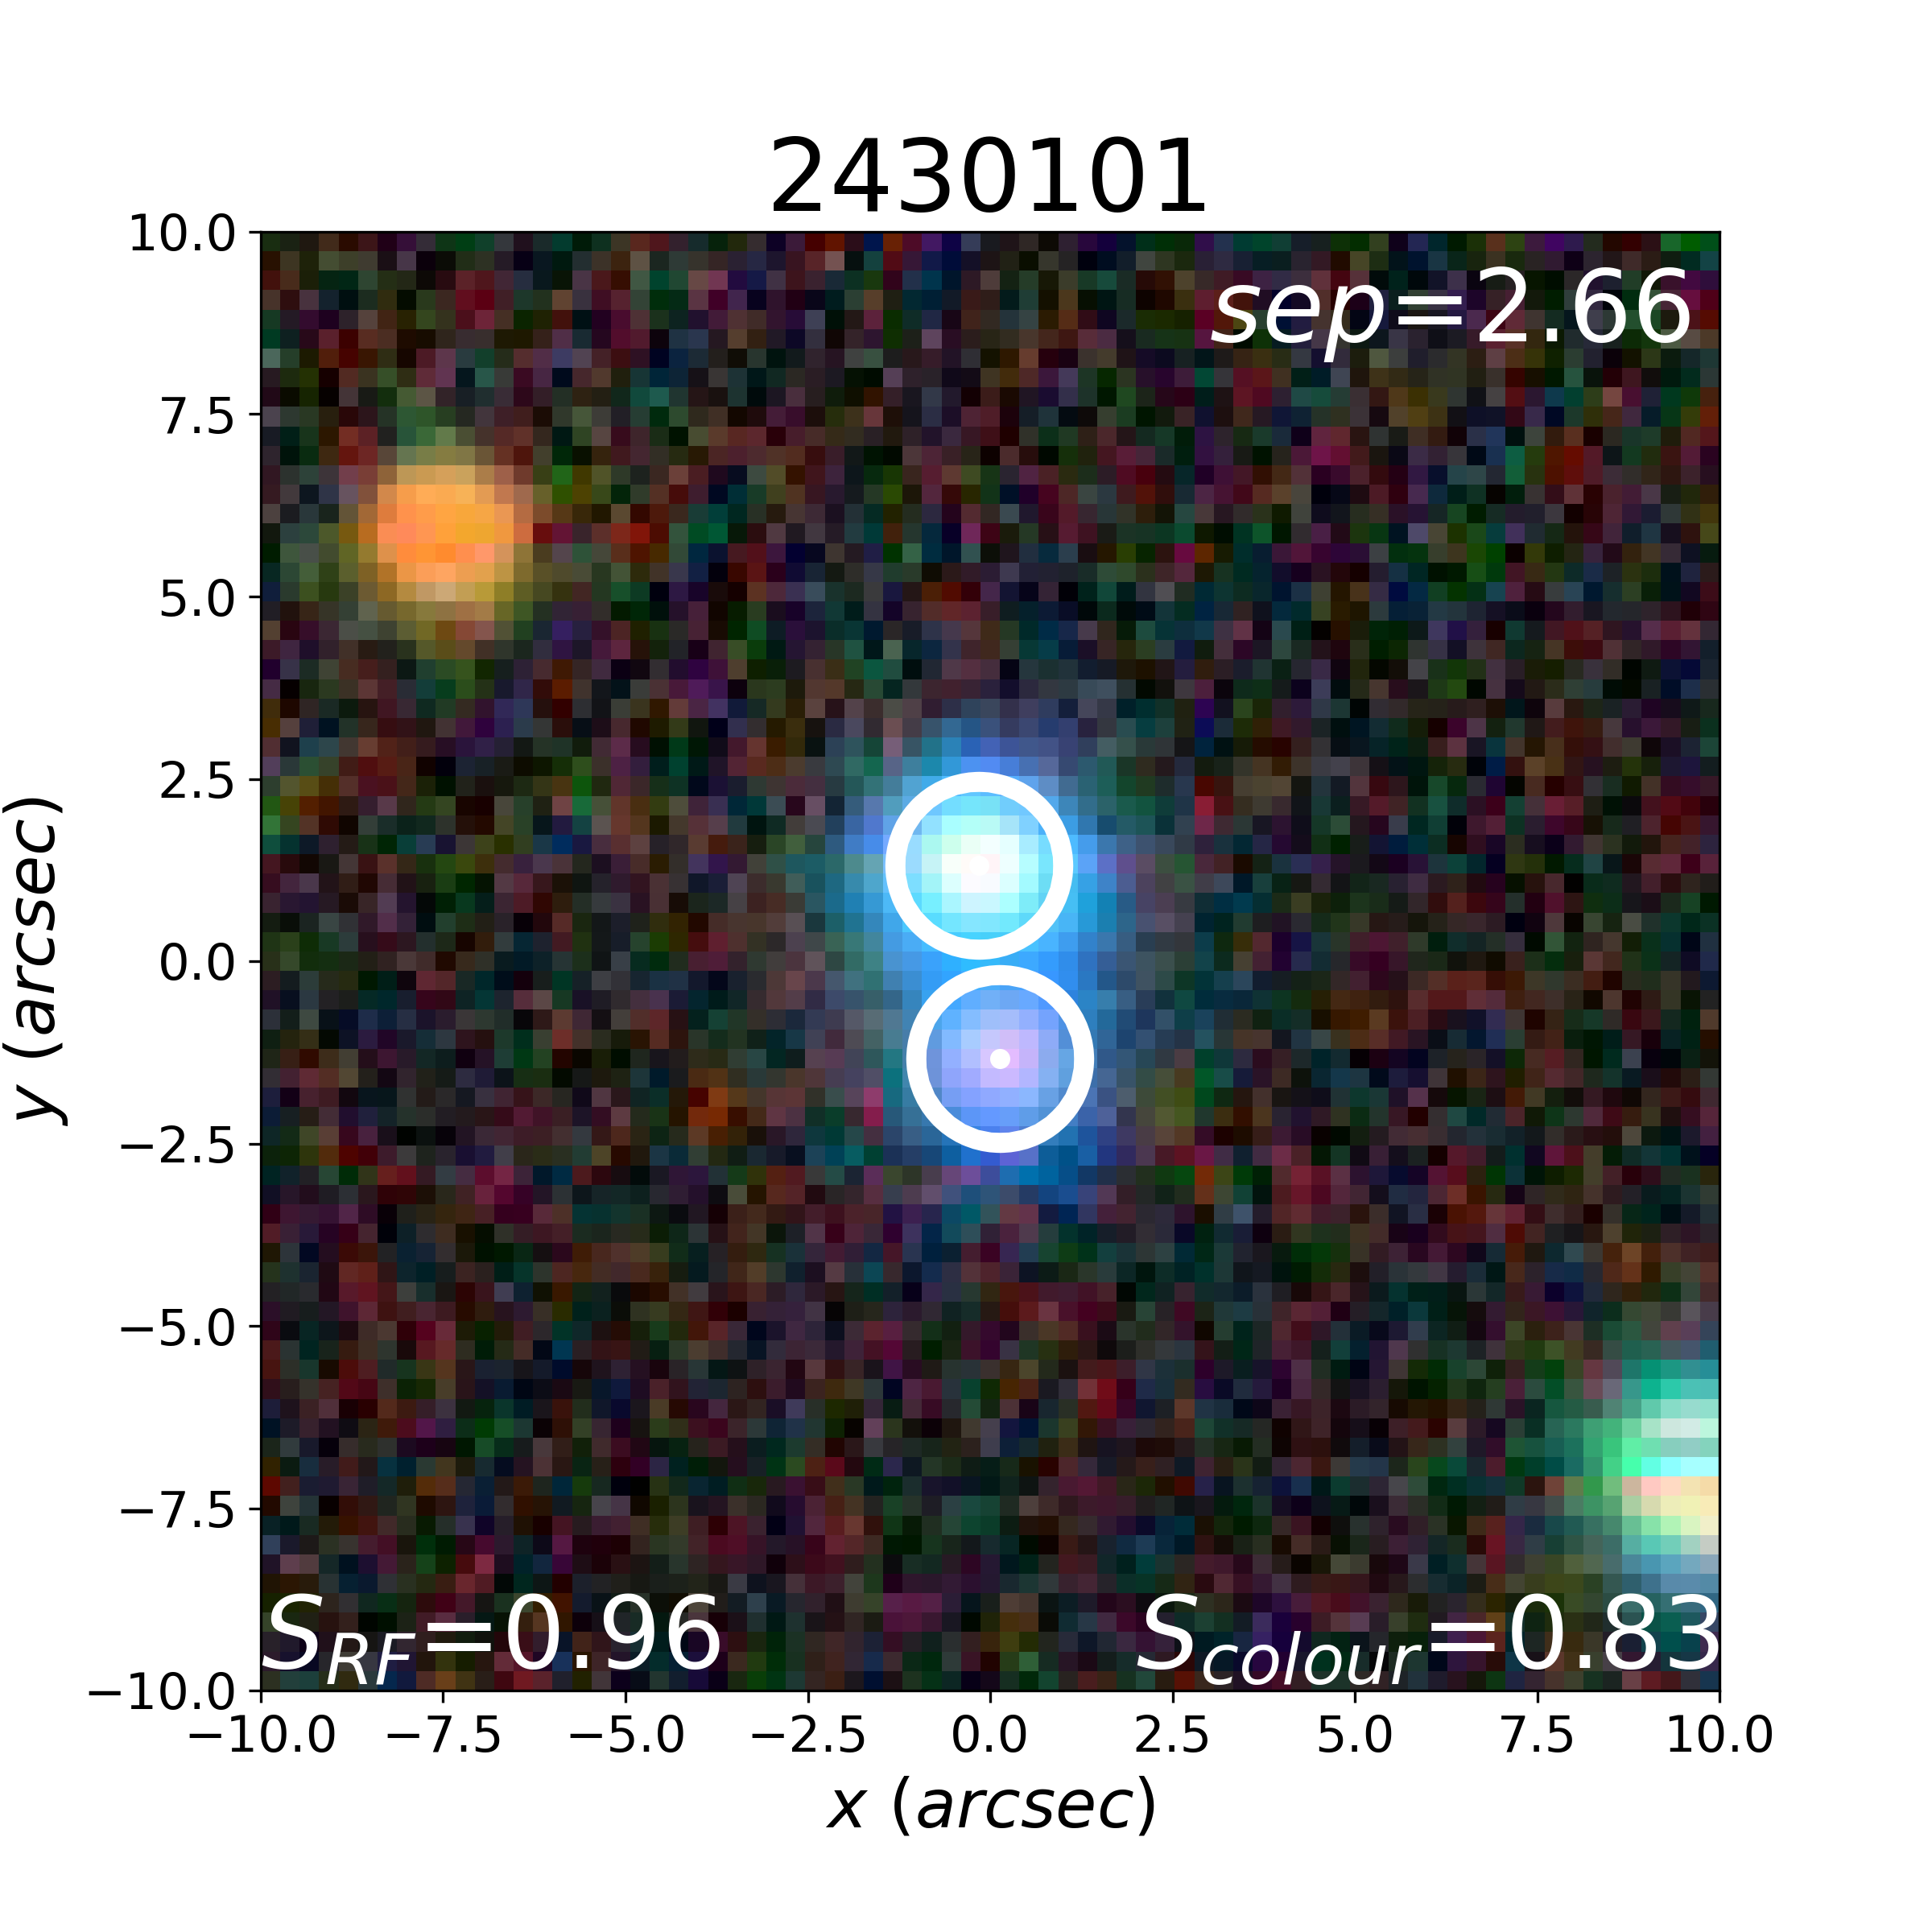 2430101
sep=2.66
10.0
7.5
5.0
2.5
0.0
−2.5
−5.0
−7.5
−10.0
y (arcsec)
S_RF=0.96
S_colour=0.83
−10.0 −7.5 −5.0 −2.5 0.0 2.5 5.0 7.5 10.0
x (arcsec)